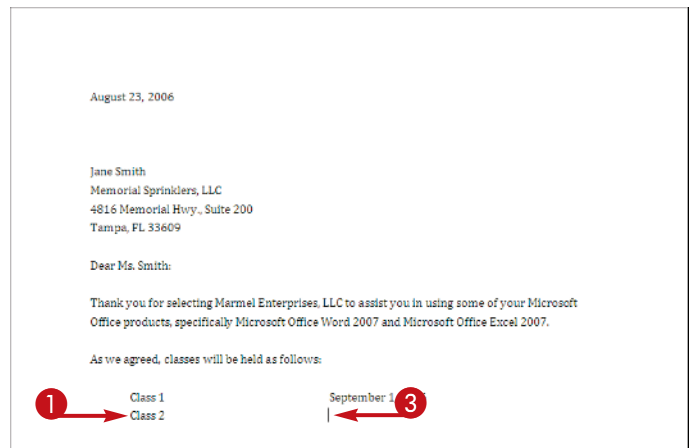 August 23, 2006
Jane Smith
Memorial Sprinklers, LLC
4816 Memorial Hwy., Suite 200
Tampa, FL 33609
Dear Ms. Smith:
Thank you for selecting Marmel Enterprises, LLC to assist you in using some of your Microsoft
Office products, specifically Microsoft Office Word 2007 and Microsoft Office Excel 2007.
As we agreed, classes will be held as follows:
Class 1 September 1
1 Class 2 3